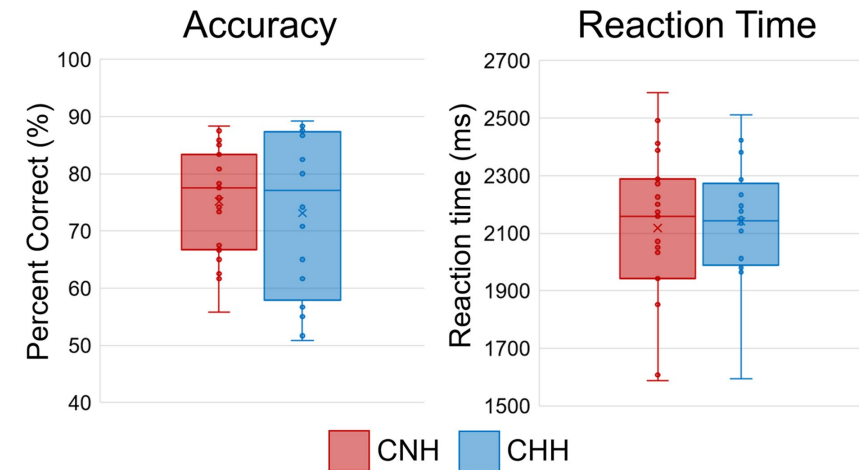 Accuracy
Percent Correct (%)
100
90
80
70
60
50
40
Reaction Time
Reaction time (ms)
2700
2500
2300
2100
1900
1700
1500
CNH
CHH